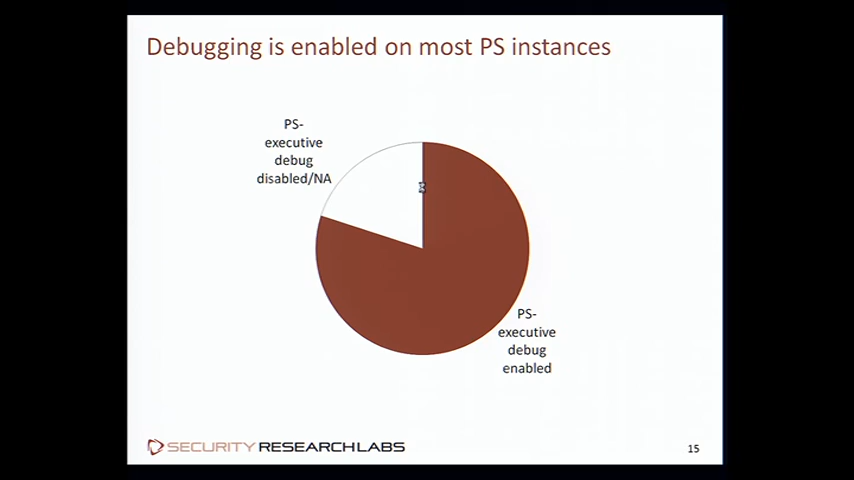 Debugging is enabled on most PS instances
PS-
executive
debug
disabled/NA
PS-
executive
debug
enabled
SECURITY RESEARCH LABS
15